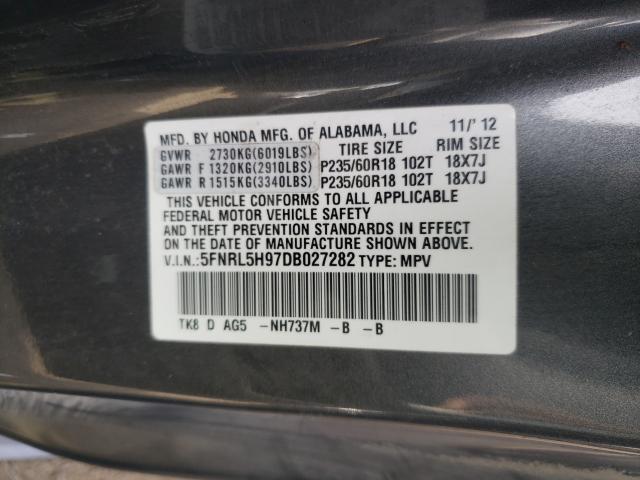 MFD. BY HONDA MFG. OF ALABAMA, LLC 11/'12
TIRE SIZE RIM SIZE
GVWR 2730KG(6019LBS)
GAWR F 1320KG(2910LBS) P235/60R18 102T 18X7J
GAWR R 1515KG(3340LBS) P235/60R18 102T 18X7J
THIS VEHICLE CONFORMS TO ALL APPLICABLE
FEDERAL MOTOR VEHICLE SAFETY
AND THEFT PREVENTION STANDARDS IN EFFECT
ON THE DATE OF MANUFACTURE SHOWN ABOVE.
V.I.N.: 5FNRL5H97DB027282 TYPE: MPV
TK8 D AG5 -NH737M -B -B